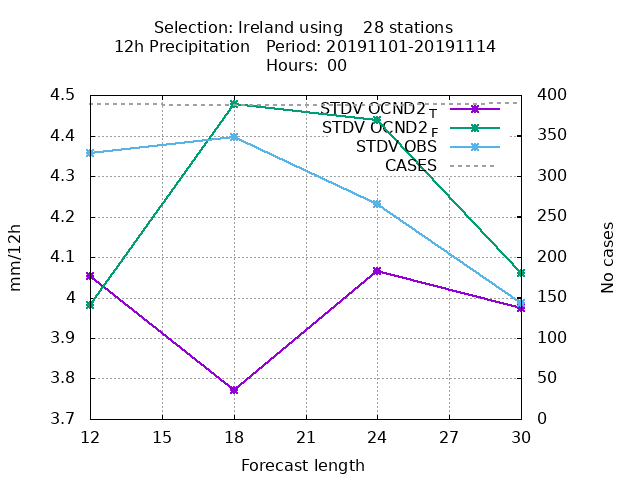 Selection: Ireland using    28 stations
12h Precipitation   Period: 20191101-20191114
Hours:  00
4.5 400
STDV OCND2 T
4.4 350
STDV OCND2 F
STDV OBS
CASES
4.3 300
4.2 250
4.1 200
mm/12h
No cases
4 150
3.9 100
3.8 50
3.7 0
12 15 18 21 24 27 30
Forecast length